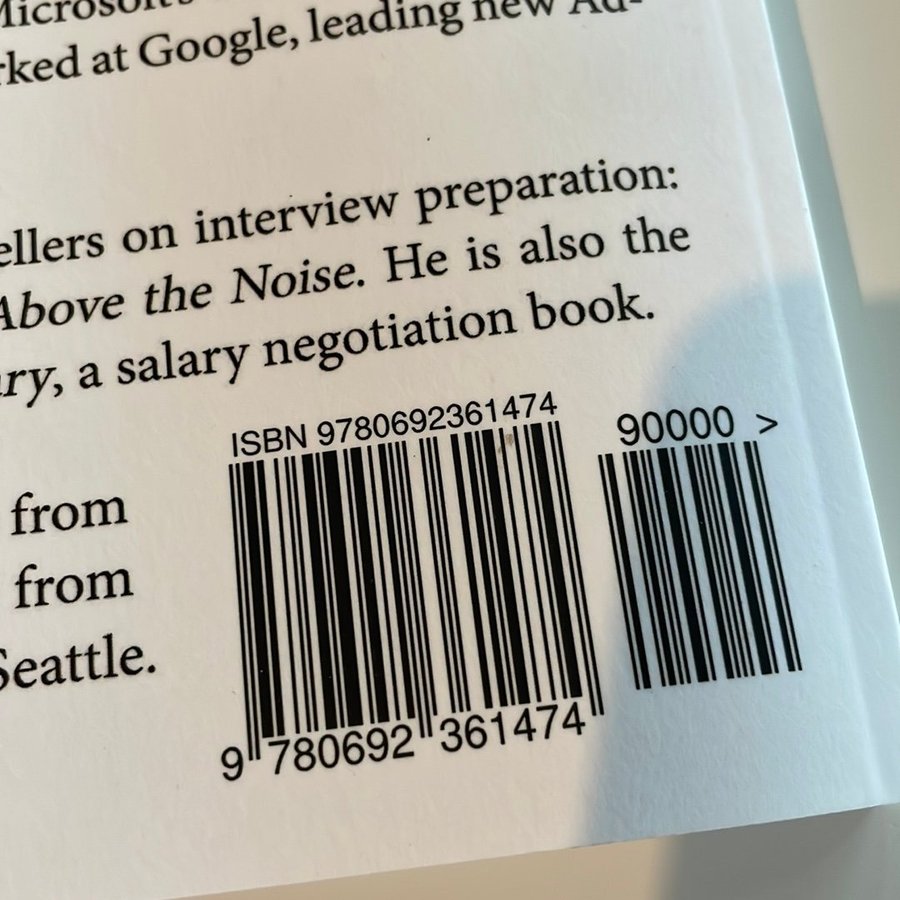 Microsoft's
rked at Google, leading new Ad-
ellers on interview preparation:
Above the Noise. He is also the
ary, a salary negotiation book.
ISBN 9780692361474
90000 >
from
from
Seattle.
9 780692 361474